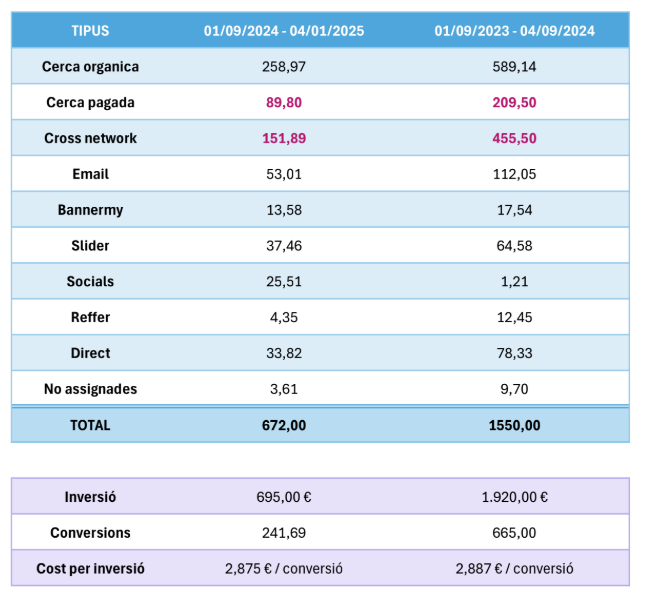 TIPUS 01/09/2024 - 04/01/2025 01/09/2023 - 04/09/2024
Cerca organica 258,97 589,14
Cerca pagada 89,80 209,50
Cross network 151,89 455,50
Email 53,01 112,05
Bannermy 13,58 17,54
Slider 37,46 64,58
Socials 25,51 1,21
Reffer 4,35 12,45
Direct 33,82 78,33
No assignades 3,61 9,70
TOTAL 672,00 1550,00
Inversió 695,00 € 1.920,00 €
Conversions 241,69 665,00
Cost per inversió 2,875 € / conversió 2,887 € / conversió